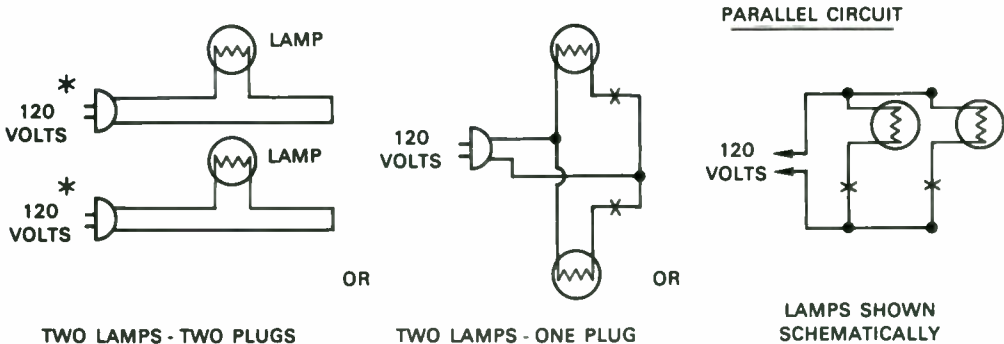 PARALLEL CIRCUIT
LAMP
*
120
VOLTS
LAMP
*
120
VOLTS
OR
TWO LAMPS - TWO PLUGS
120
VOLTS
OR
TWO LAMPS - ONE PLUG
120
VOLTS
LAMPS SHOWN
SCHEMATICALLY